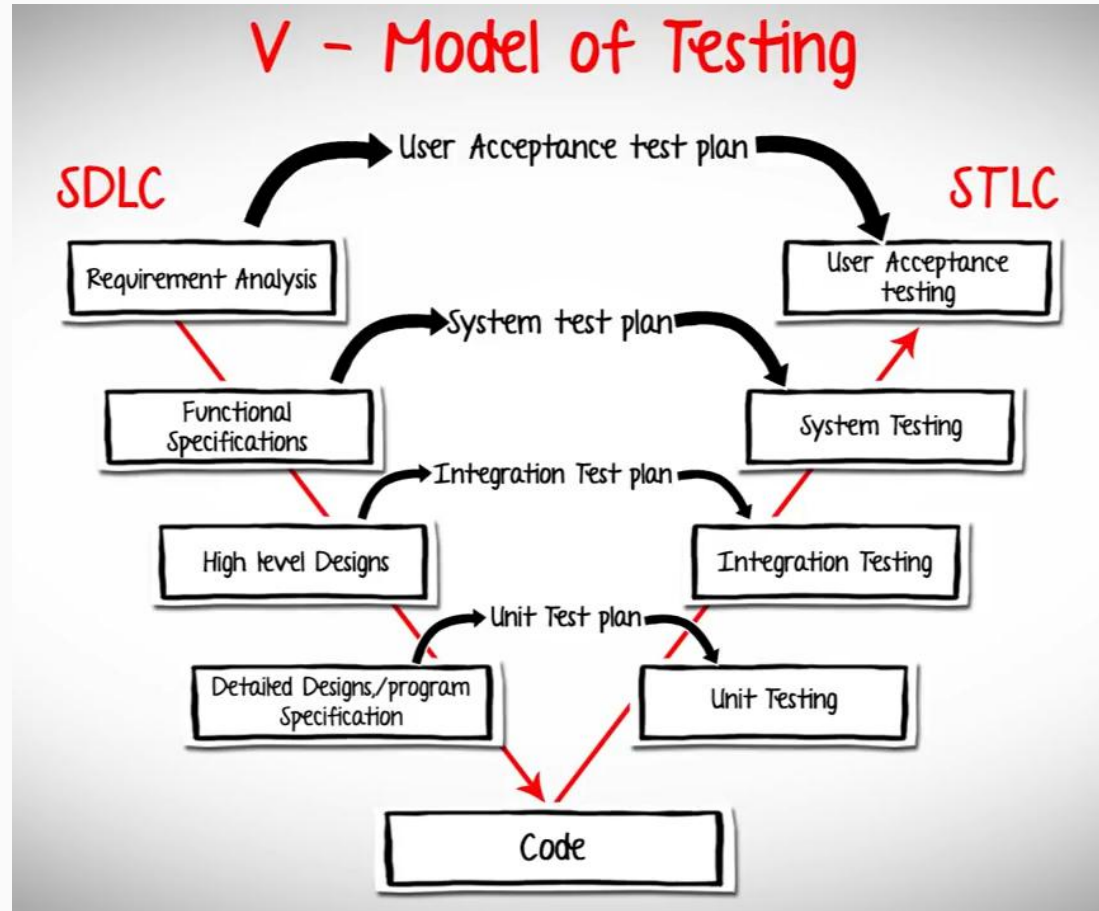 V - Model of Testing
User Acceptance test plan
SDLC
STLC
Requirement Analysis
User Acceptance
testing
System test plan
Functional
Specifications
System Testing
Integration Test plan
High level Designs
Integration Testing
Unit Test plan
Detailed Designs,/program
Specification
Unit Testing
Code